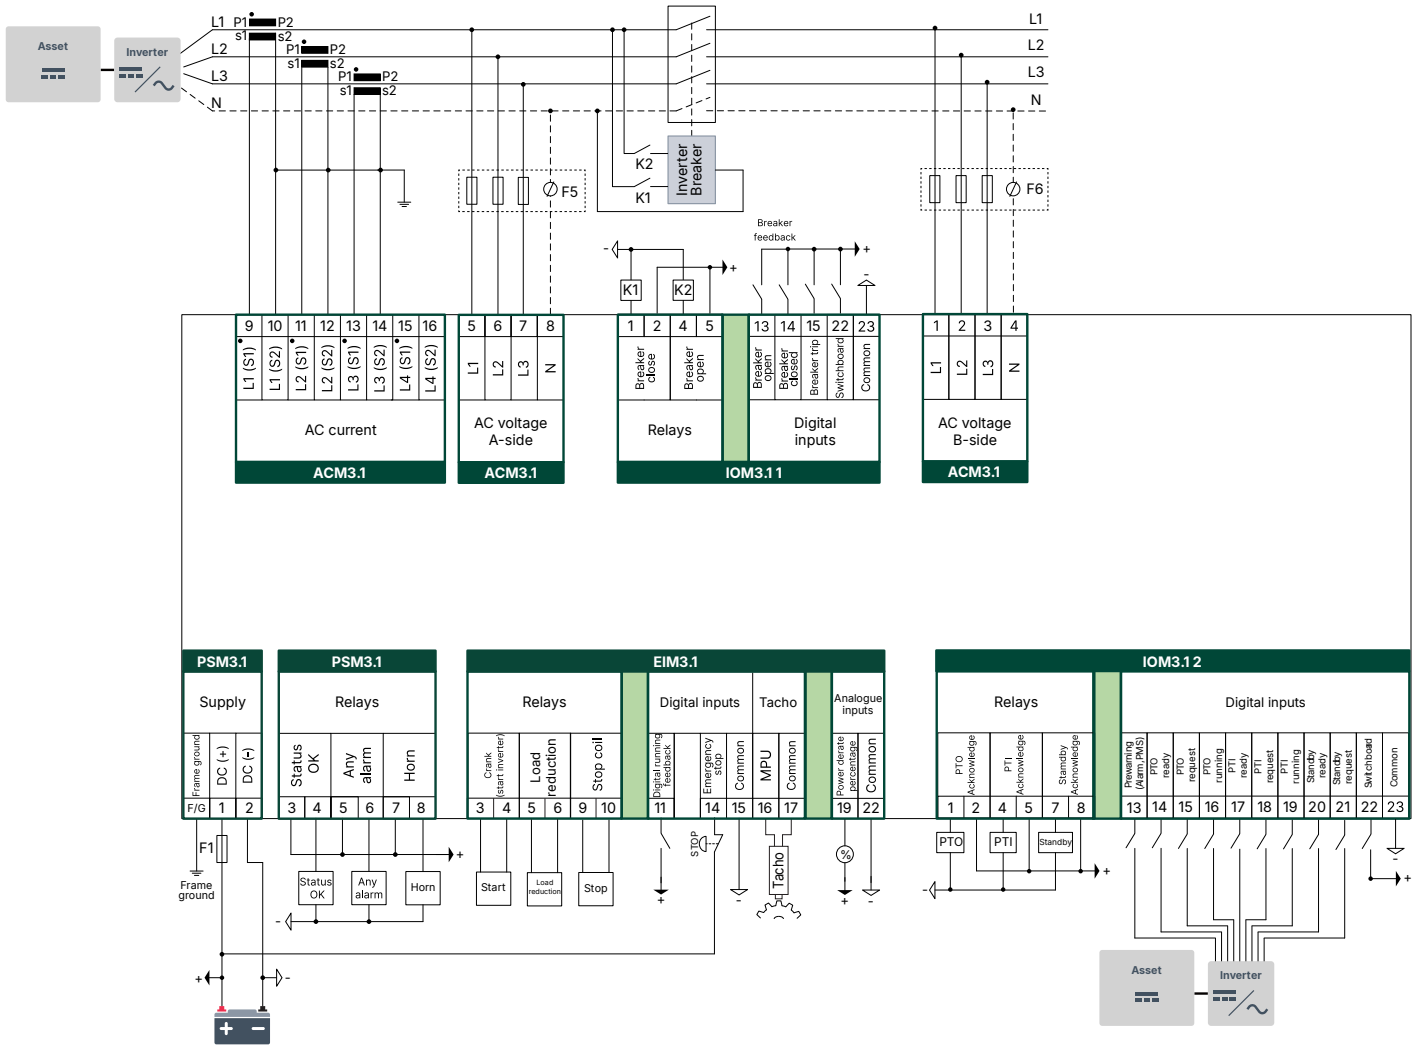 L1 P1 P2 L1
s1 s2
Asset Inverter L2 P1 P2 L2
s1 s2
L3 P1 P2 L3
s1 s2
N N
K2
K1
Inverter
Breaker
F5
F6
Breaker
feedback
- + +
-
K1 K2
9 10 11 12 13 14 15 16
L1 (S1) L1 (S2) L2 (S1) L2 (S2) L3 (S1) L3 (S2) L4 (S1) L4 (S2)
AC current
ACM3.1
5 6 7 8
L1 L2 L3 N
AC voltage
A-side
ACM3.1
1 2 4 5
Breaker
close
Breaker
open
Relays
13 14 15 22 23
Breaker
open
Breaker
closed
Breaker trip
Switchboard
Common
Digital
inputs
IOM3.1 1
1 2 3 4
L1 L2 L3 N
AC voltage
B-side
ACM3.1
PSM3.1
Supply
Frame ground
DC (+)
DC (-)
F/G 1 2
F1
Frame
ground
PSM3.1
Relays
Status
OK
Any
alarm
Horn
3 4 5 6 7 8
+
Status
OK
Any
alarm
Horn
-
EIM3.1
Relays
Crank
(start inverter)
Load
reduction
Stop coil
3 4 5 6 9 10
Start
Load
reduction
Stop
Digital inputs
Digital running
feedback
Emergency
stop
Common
11 14 15
STOP
+ -
Tacho
MPU
Common
16 17
Tacho
Analogue
inputs
Power derate
percentage
Common
19 22
%
+ -
IOM3.1 2
Relays
PTO
Acknowledge
PTI
Acknowledge
Standby
Acknowledge
1 2 4 5 7 8
PTO PTI Standby
+
-
Digital inputs
Prewarning
(Alarm, PMS)
PTO
ready
PTO
request
PTO
running
PTI
ready
PTI
request
PTI
running
Standby
ready
Standby
request
Switchboard
Common
13 14 15 16 17 18 19 20 21 22 23
-
+
+ -
+ −
Asset Inverter